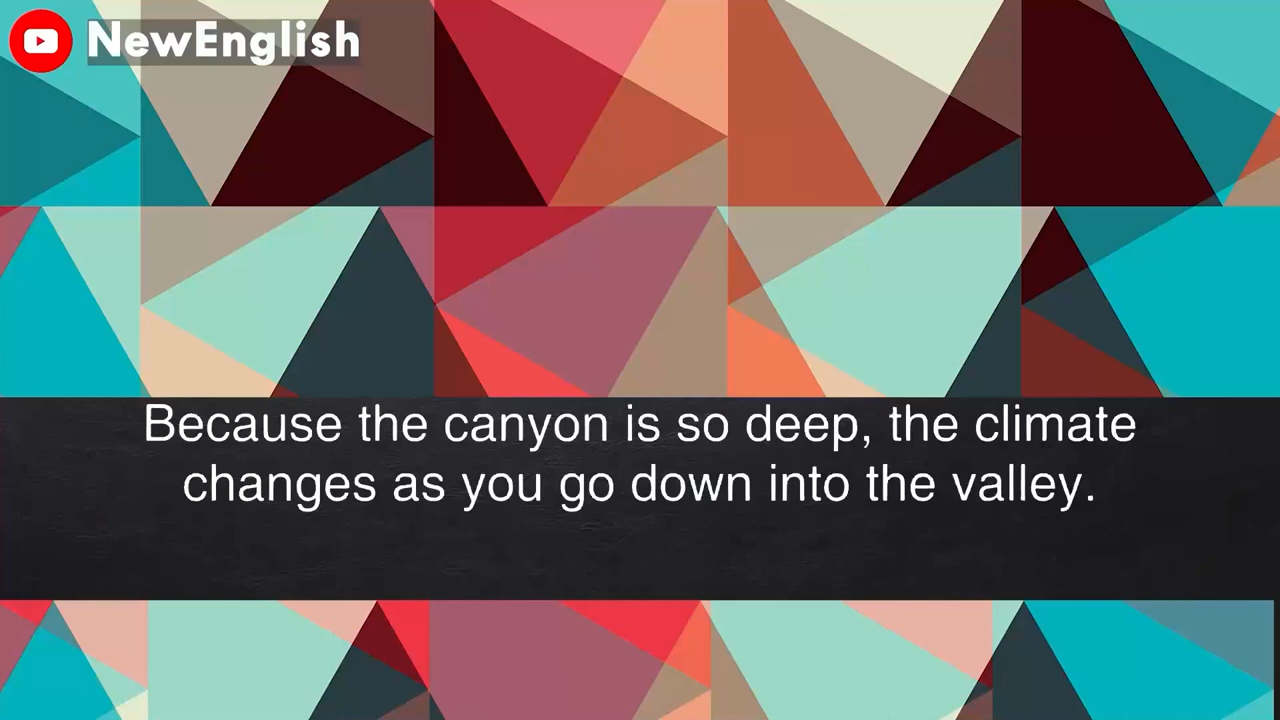 NewEnglish
Because the canyon is so deep, the climate
changes as you go down into the valley.